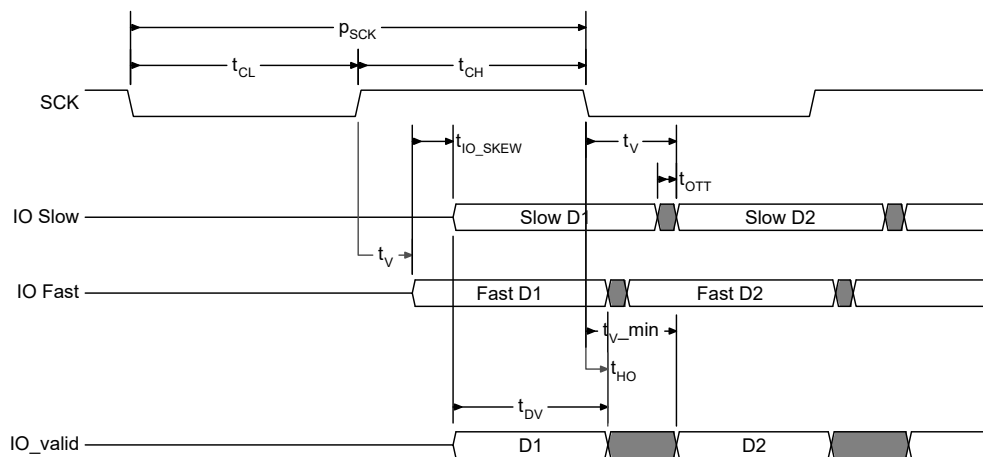 pSCK
tCL tCH
SCK
tIO_SKEW tV
tOTT
IO Slow Slow D1 Slow D2
tV
IO Fast Fast D1 Fast D2
tV_min
tHO
tDV
IO_valid D1 D2